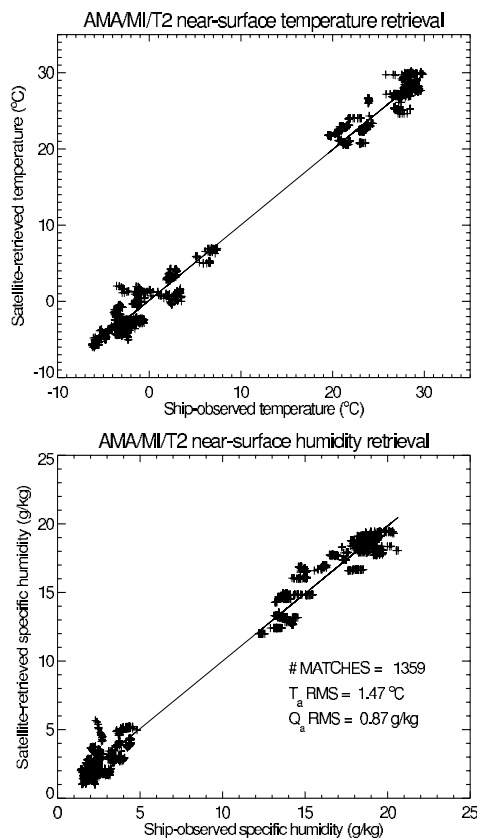 AMA/MI/T2 near-surface temperature retrieval
Satellite-retrieved temperature (°C)
30
20
10
0
-10
-10 0 10 20 30
Ship-observed temperature (°C)
AMA/MI/T2 near-surface humidity retrieval
Satellite-retrieved specific humidity (g/kg)
25
20
15
10
5
0
# MATCHES = 1359
Ta RMS = 1.47 °C
Qa RMS = 0.87 g/kg
0 5 10 15 20 25
Ship-observed specific humidity (g/kg)